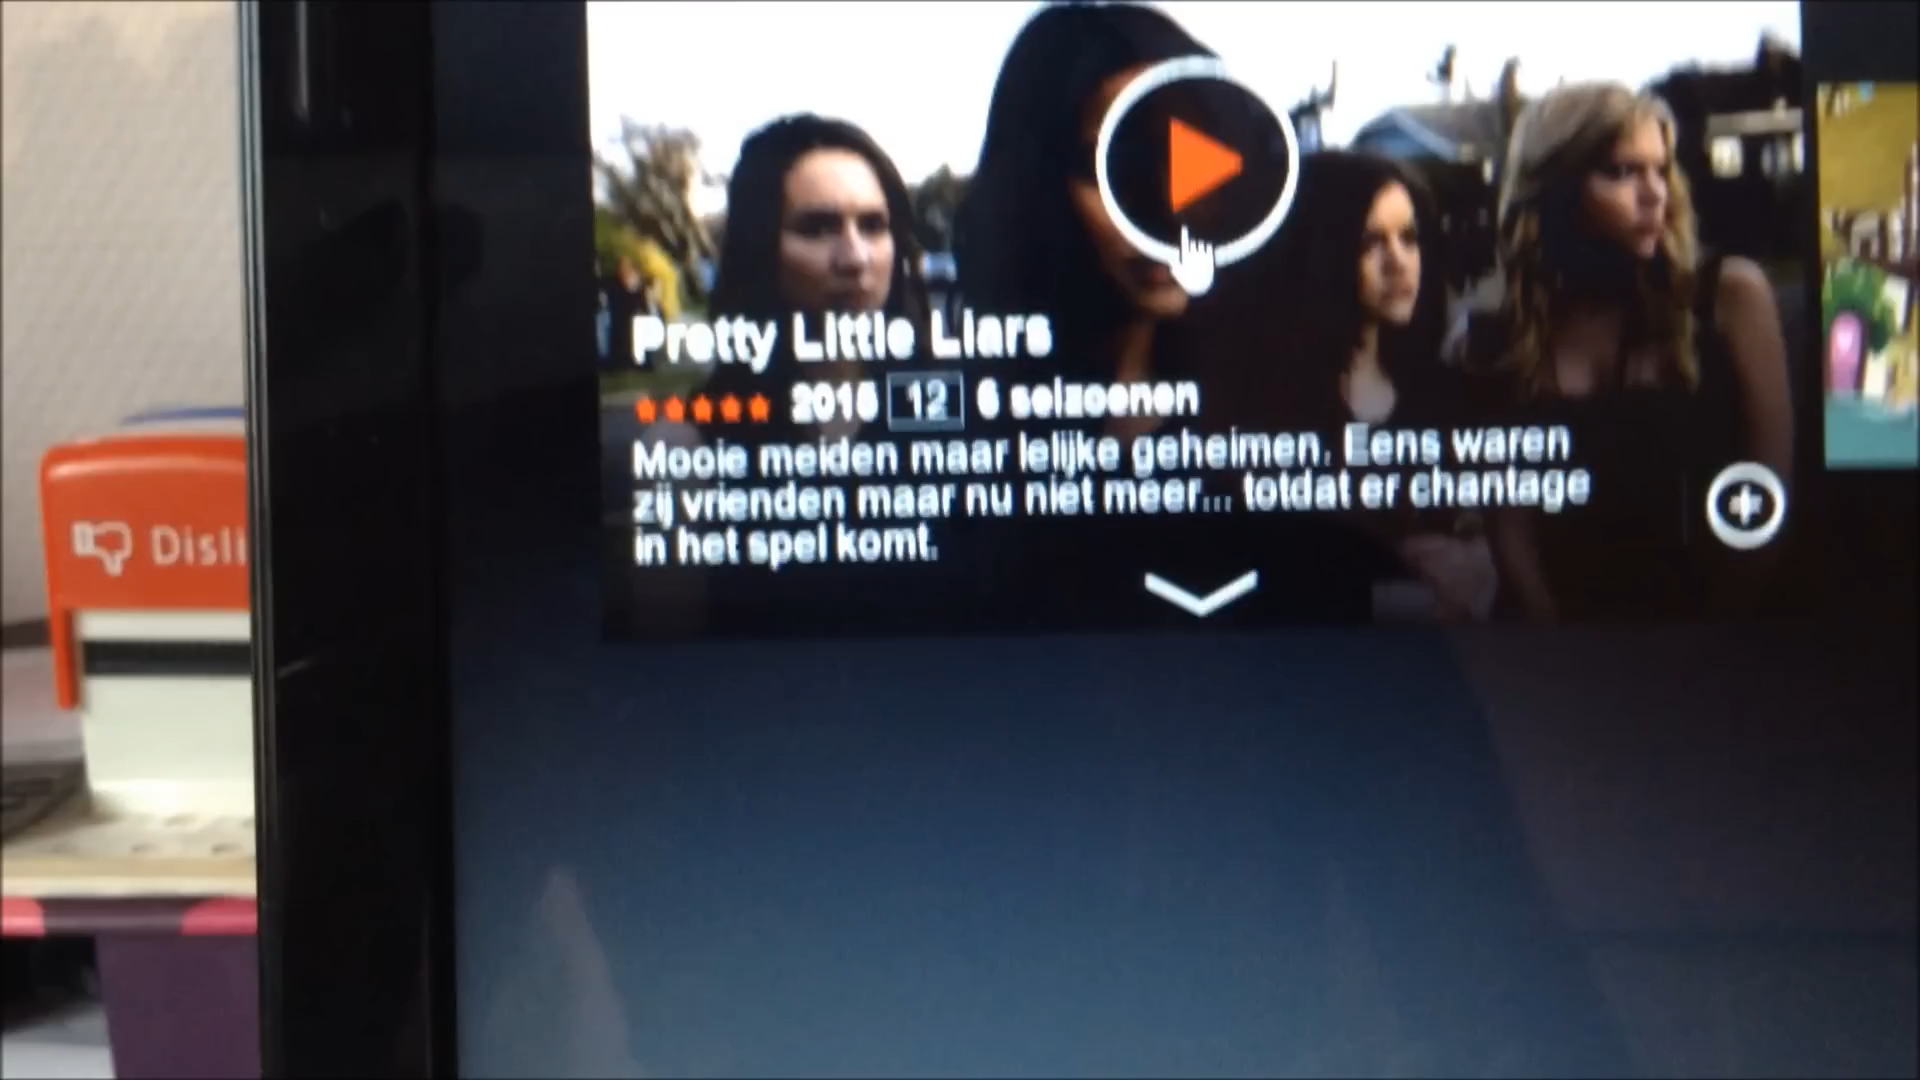 Pretty Little Liars
2015 12 6 seizoenen
Mooie meiden maar lelijke geheimen. Eens waren
zij vrienden maar nu niet meer... totdat er chantage
in het spel komt.
Disli